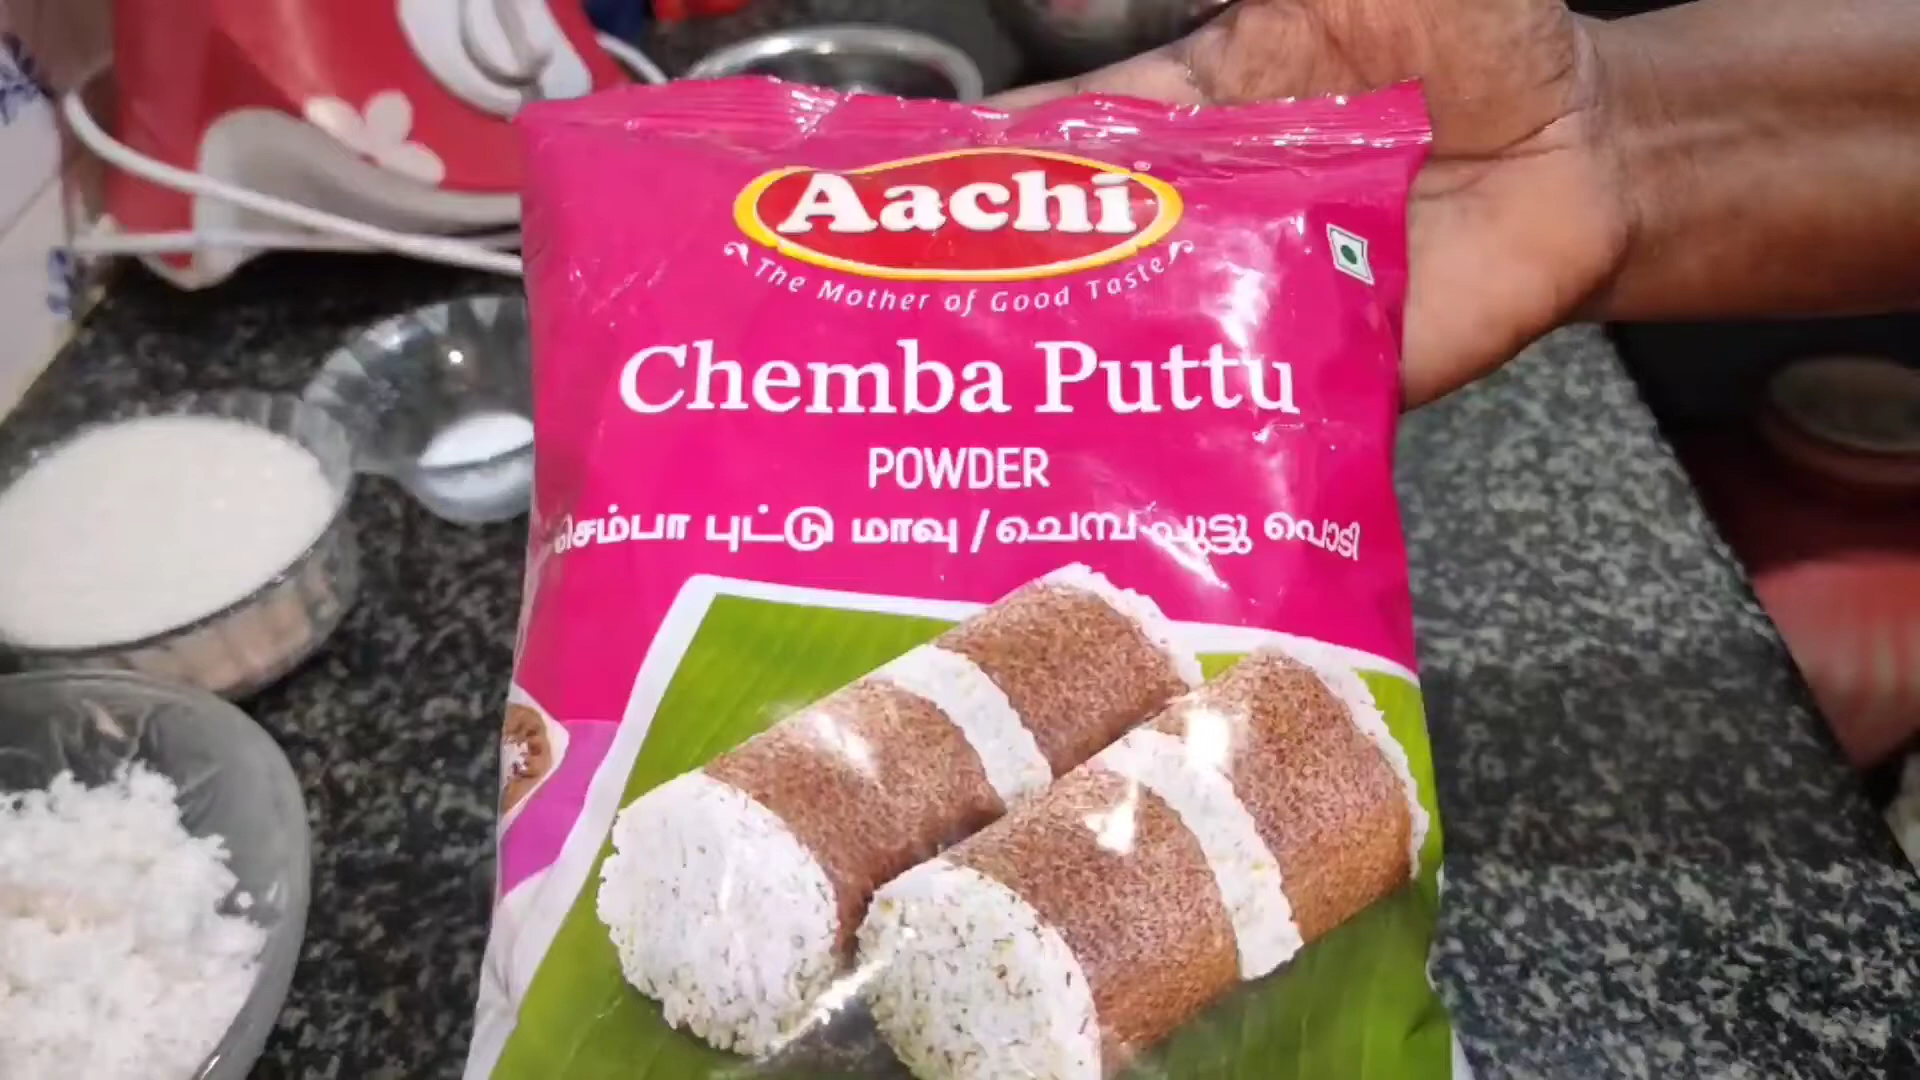 Aachi
The Mother of Good Taste
Chemba Puttu
POWDER
செம்பா புட்டு மாவு / ചെമ്പ പുട്ടു പൊടി